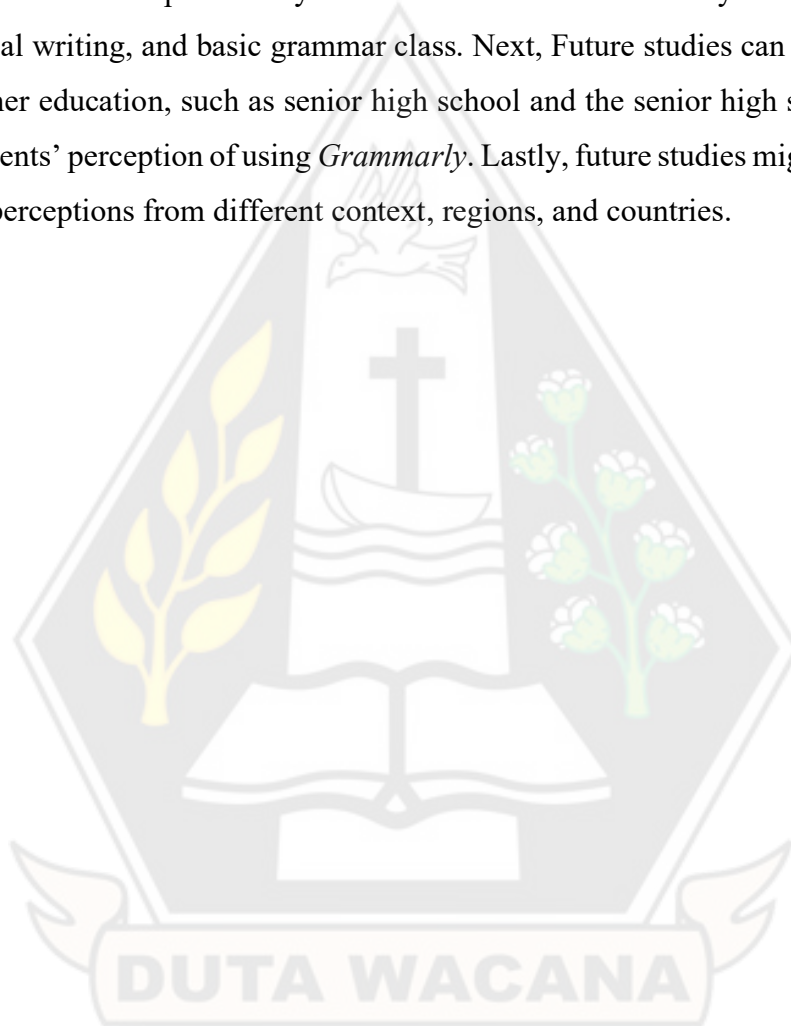 al writing, and basic grammar class. Next, Future studies can
her education, such as senior high school and the senior high s
ents’ perception of using Grammarly. Lastly, future studies mig
perceptions from different context, regions, and countries.
DUTA WACANA